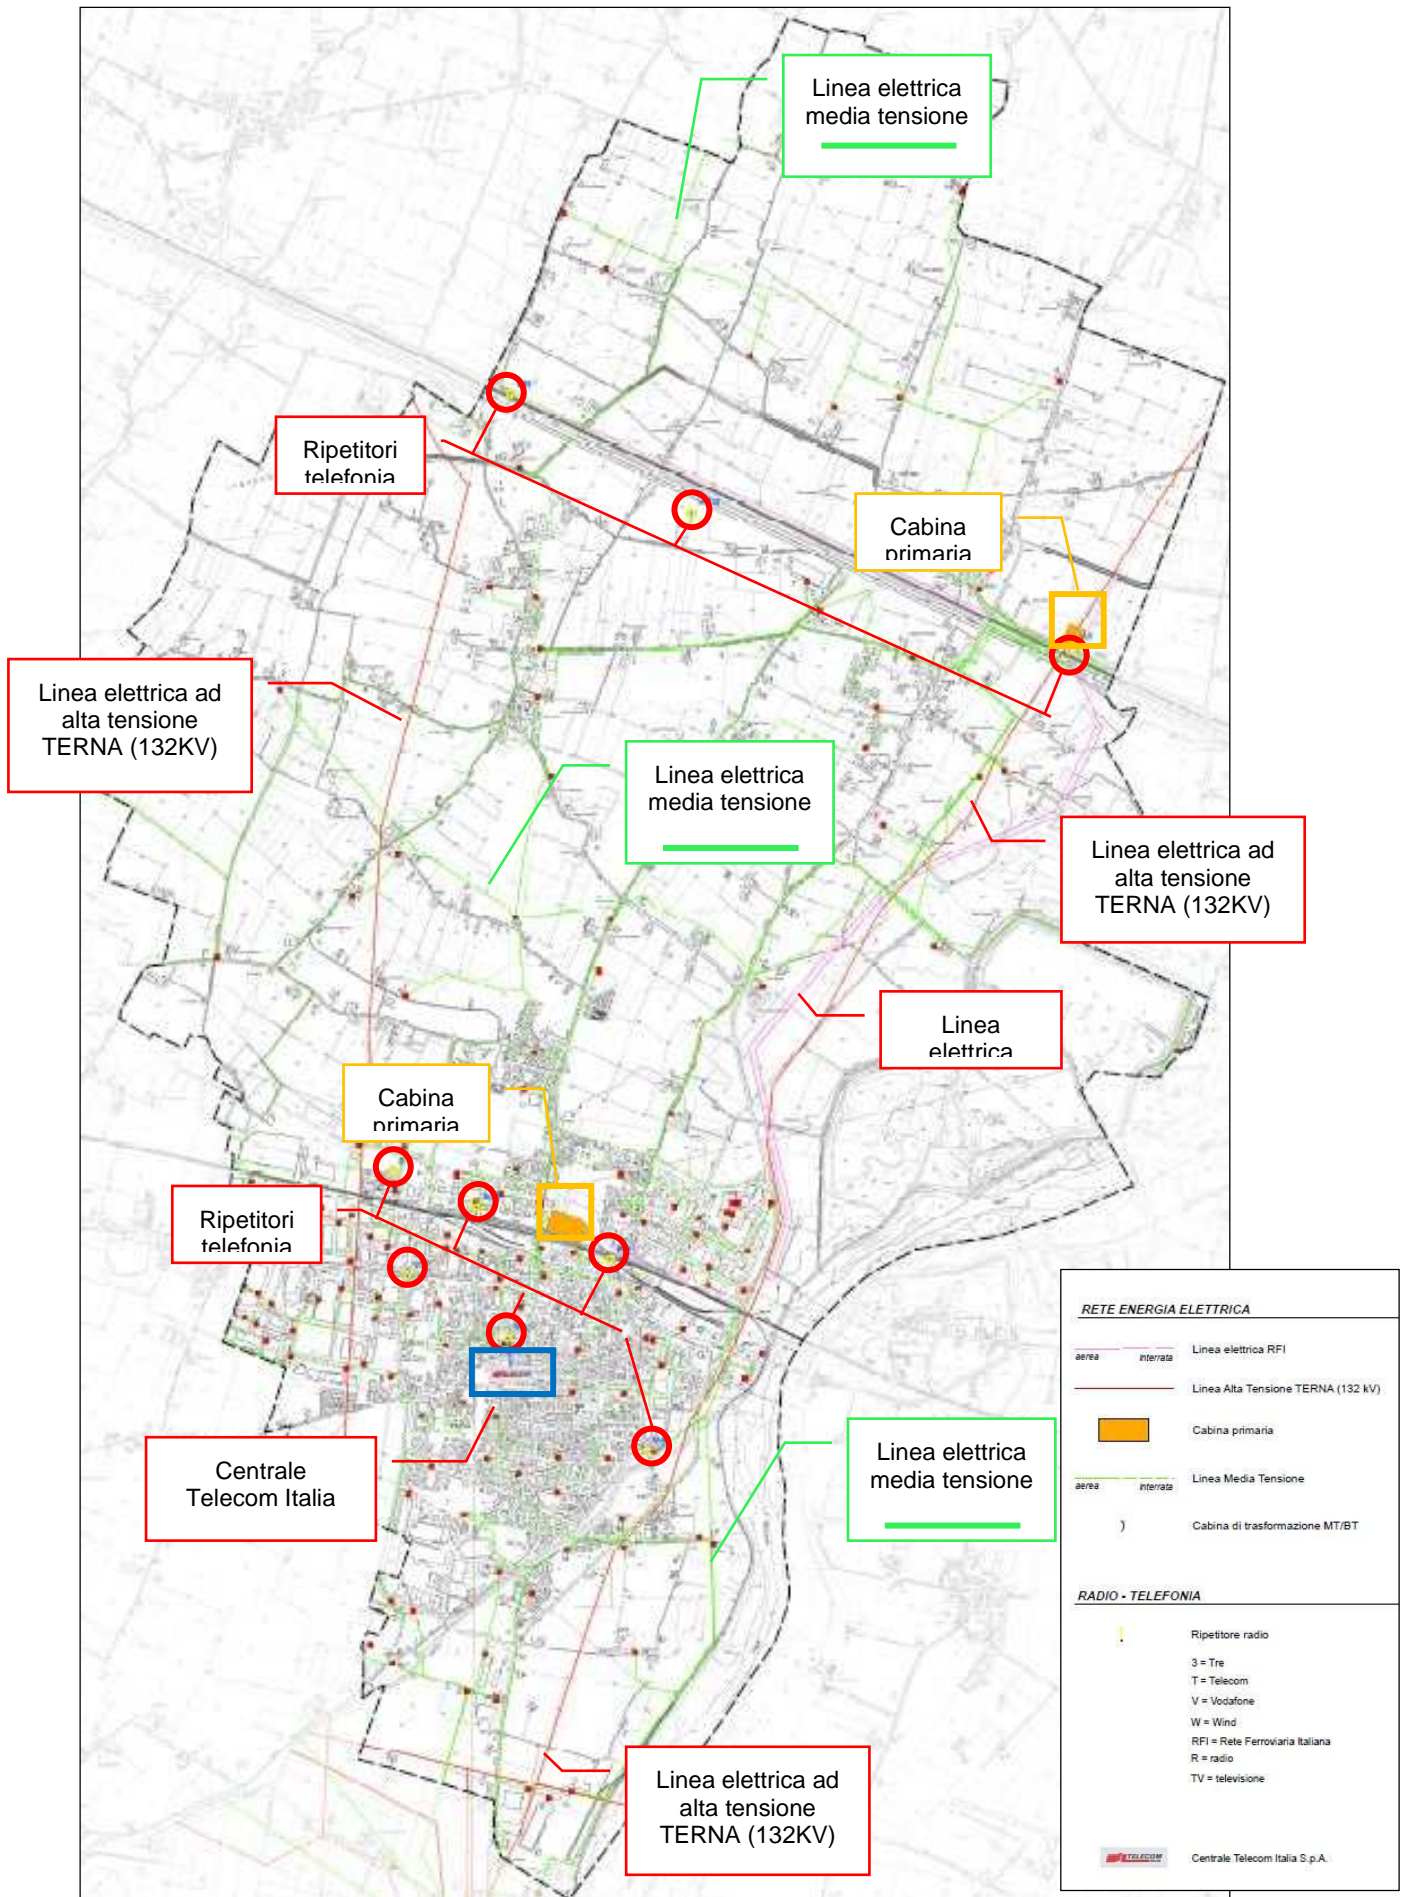 Linea elettrica
media tensione
Ripetitori
telefonia
Cabina
primaria
Linea elettrica ad
alta tensione
TERNA (132KV)
Linea elettrica
media tensione
Linea elettrica ad
alta tensione
TERNA (132KV)
Linea
elettrica
Cabina
primaria
Ripetitori
telefonia
Centrale
Telecom Italia
Linea elettrica
media tensione
Linea elettrica ad
alta tensione
TERNA (132KV)
RETE ENERGIA ELETTRICA
aerea interrata Linea elettrica RFI
Linea Alta Tensione TERNA (132 kV)
Cabina primaria
aerea interrata Linea Media Tensione
Cabina di trasformazione MT/BT
RADIO - TELEFONIA
Ripetitore radio
3 = Tre
T = Telecom
V = Vodafone
W = Wind
RFI = Rete Ferroviaria Italiana
R = radio
TV = televisione
TELECOM Centrale Telecom Italia S.p.A.